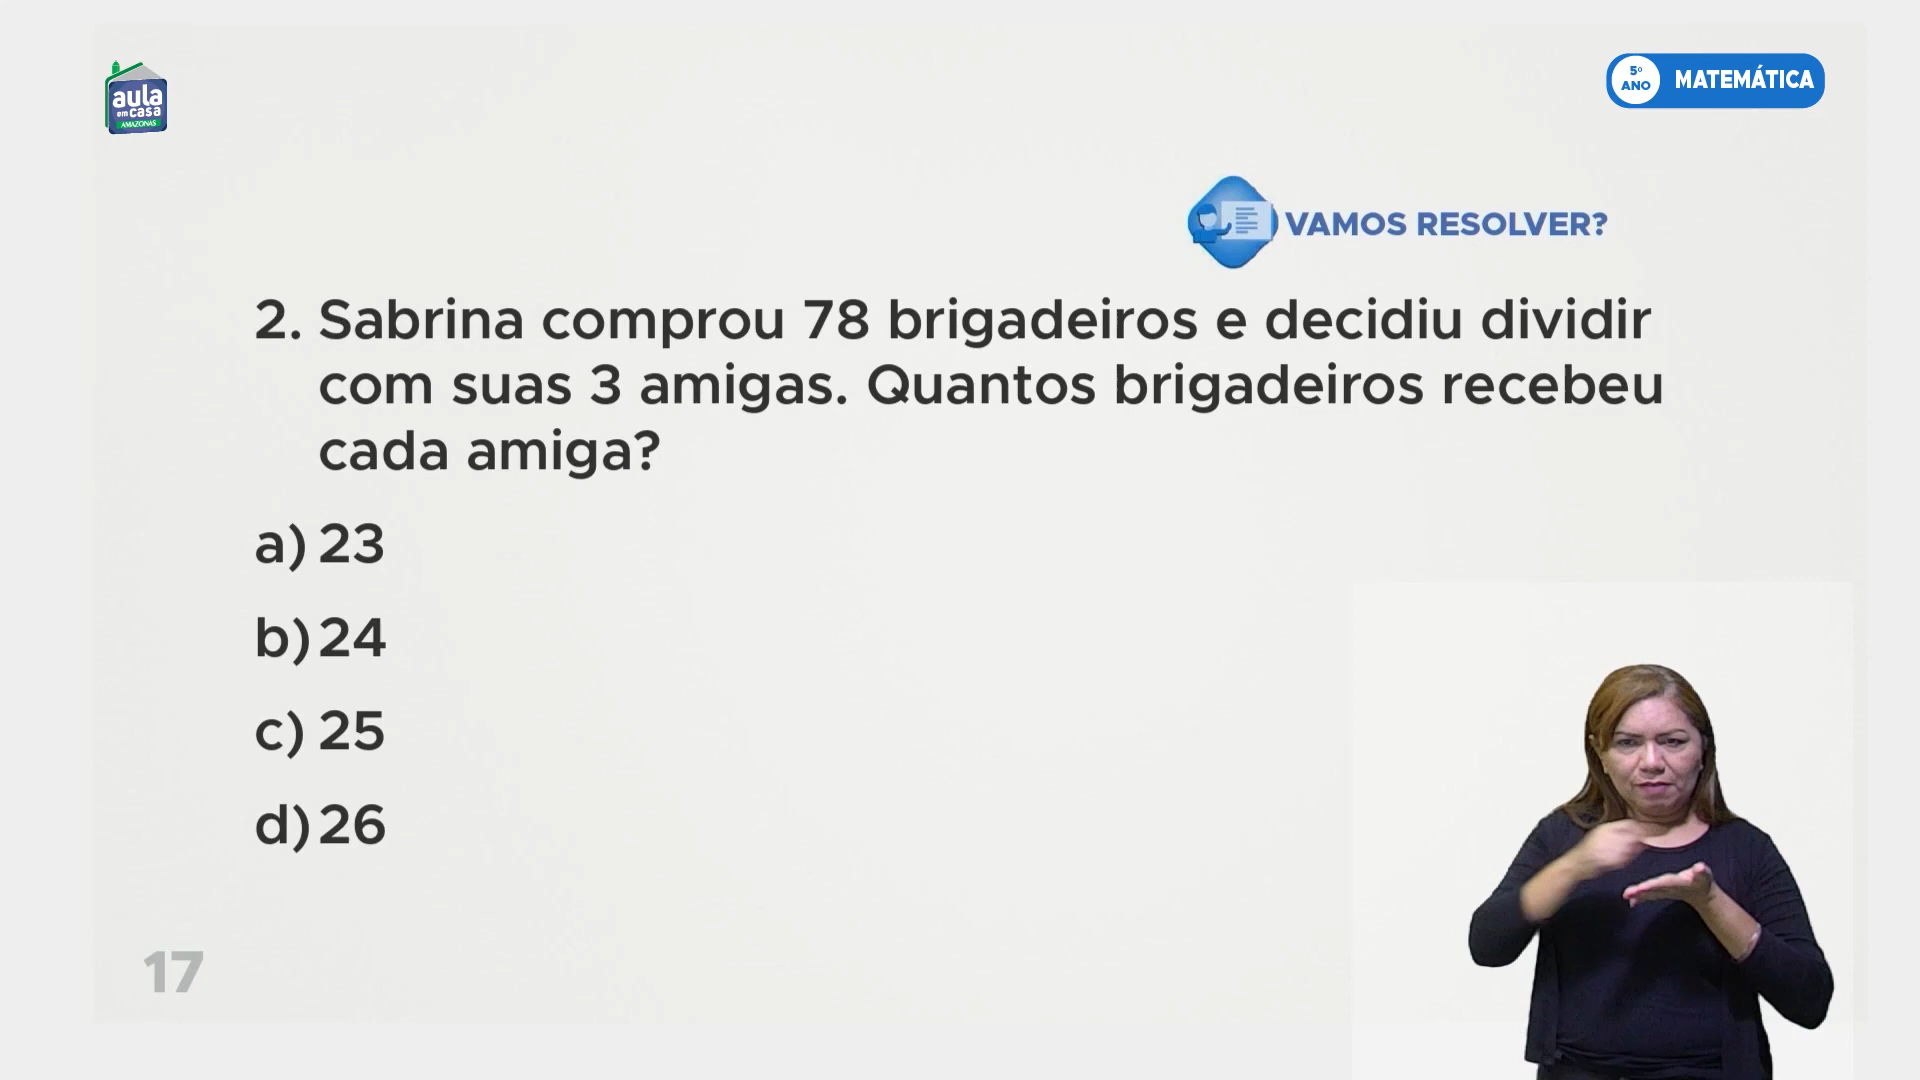 aula
em casa
AMAZONAS
5º
ANO
MATEMÁTICA
VAMOS RESOLVER?
2. Sabrina comprou 78 brigadeiros e decidiu dividir
com suas 3 amigas. Quantos brigadeiros recebeu
cada amiga?
a) 23
b) 24
c) 25
d) 26
17